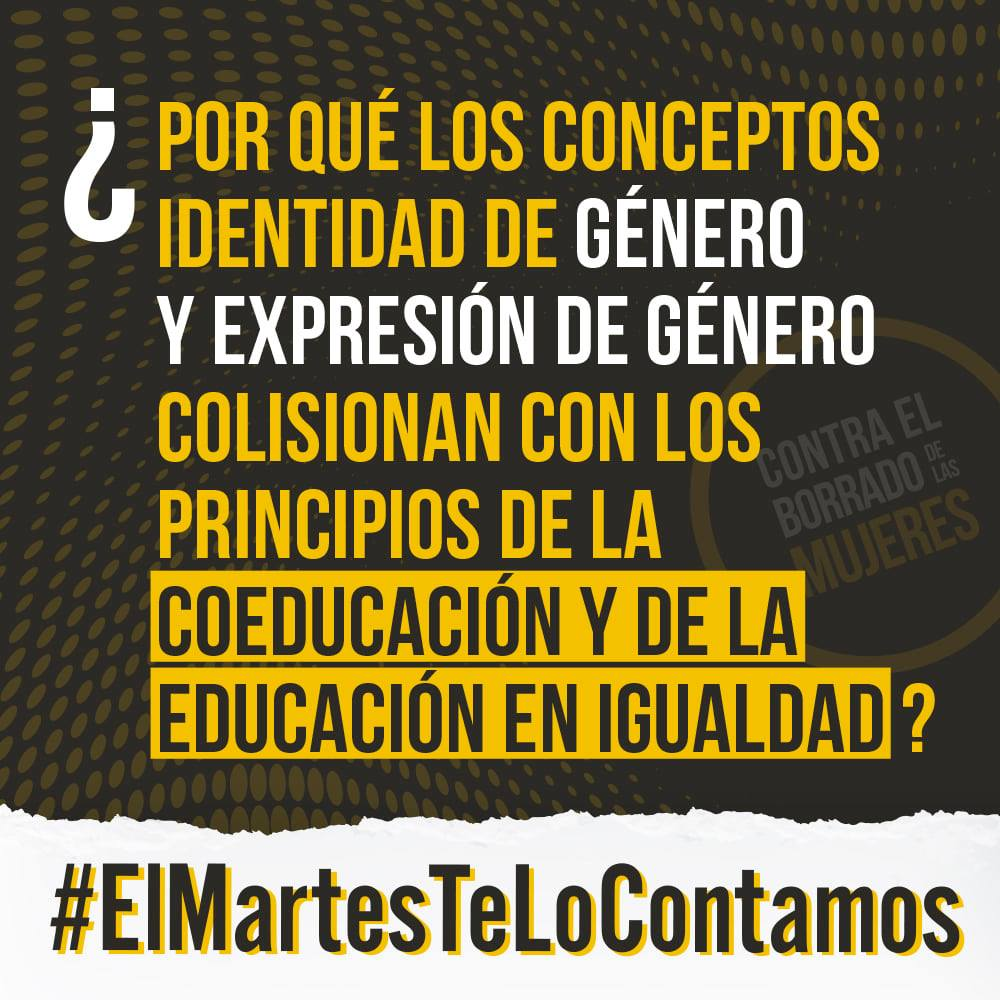 ¿POR QUÉ LOS CONCEPTOS
IDENTIDAD DE GÉNERO
Y EXPRESIÓN DE GÉNERO
COLISIONAN CON LOS
PRINCIPIOS DE LA
COEDUCACIÓN Y DE LA
EDUCACIÓN EN IGUALDAD?
CONTRA EL
BORRADO DE LAS
MUJERES
#ElMartesTeLoContamos